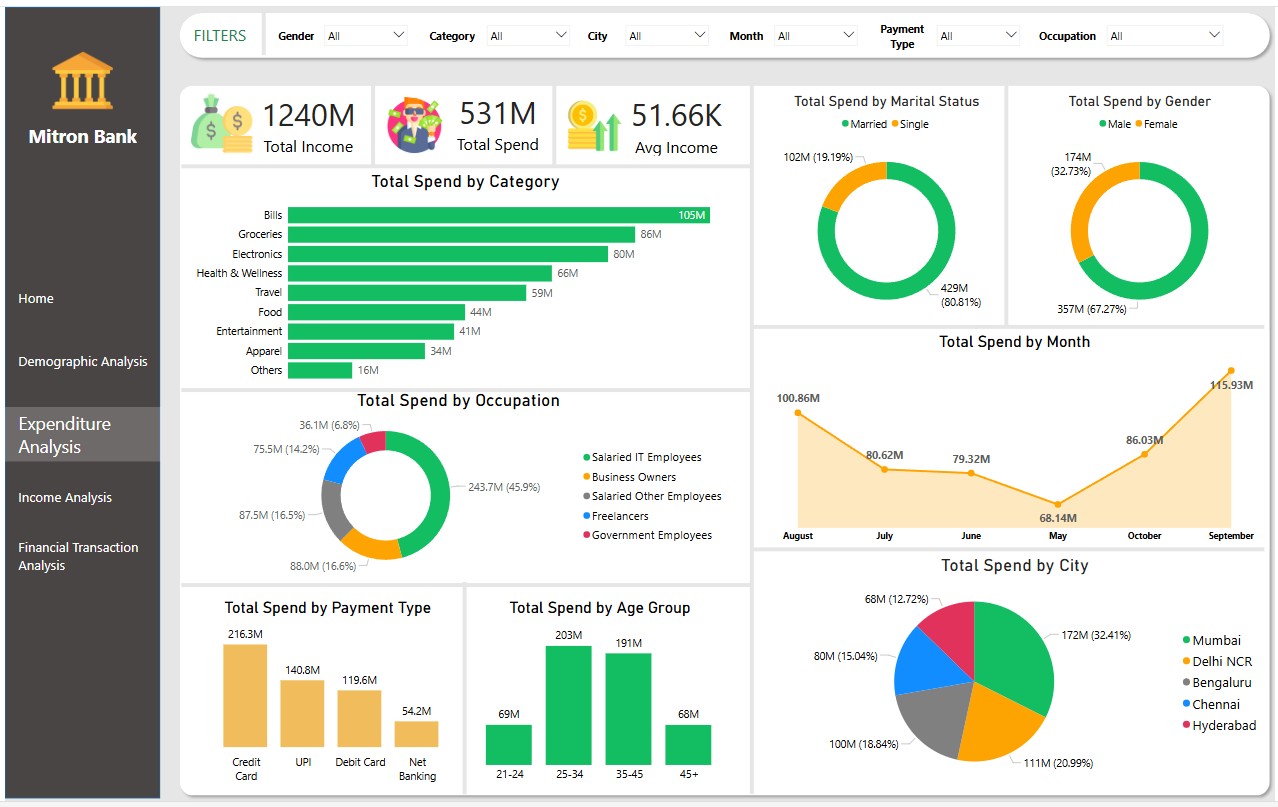 Mitron Bank
Home
Demographic Analysis
Expenditure
Analysis
Income Analysis
Financial Transaction
Analysis
FILTERS
Gender All
Category All
City All
Month All
Payment
Type
All
Occupation All
1240M
Total Income
531M
Total Spend
51.66K
Avg Income
Total Spend by Category
Bills 105M
Groceries 86M
Electronics 80M
Health & Wellness 66M
Travel 59M
Food 44M
Entertainment 41M
Apparel 34M
Others 16M
Total Spend by Occupation
36.1M (6.8%)
75.5M (14.2%)
243.7M (45.9%)
87.5M (16.5%)
88.0M (16.6%)
Salaried IT Employees
Business Owners
Salaried Other Employees
Freelancers
Government Employees
Total Spend by Payment Type
216.3M
140.8M
119.6M
54.2M
Credit
Card
UPI
Debit Card
Net
Banking
Total Spend by Age Group
69M
203M
191M
68M
21-24
25-34
35-45
45+
Total Spend by Marital Status
Married Single
102M (19.19%)
429M
(80.81%)
Total Spend by Gender
Male Female
174M
(32.73%)
357M (67.27%)
Total Spend by Month
100.86M
80.62M
79.32M
68.14M
86.03M
115.93M
August July June May October September
Total Spend by City
68M (12.72%)
172M (32.41%)
80M (15.04%)
100M (18.84%)
111M (20.99%)
Mumbai
Delhi NCR
Bengaluru
Chennai
Hyderabad